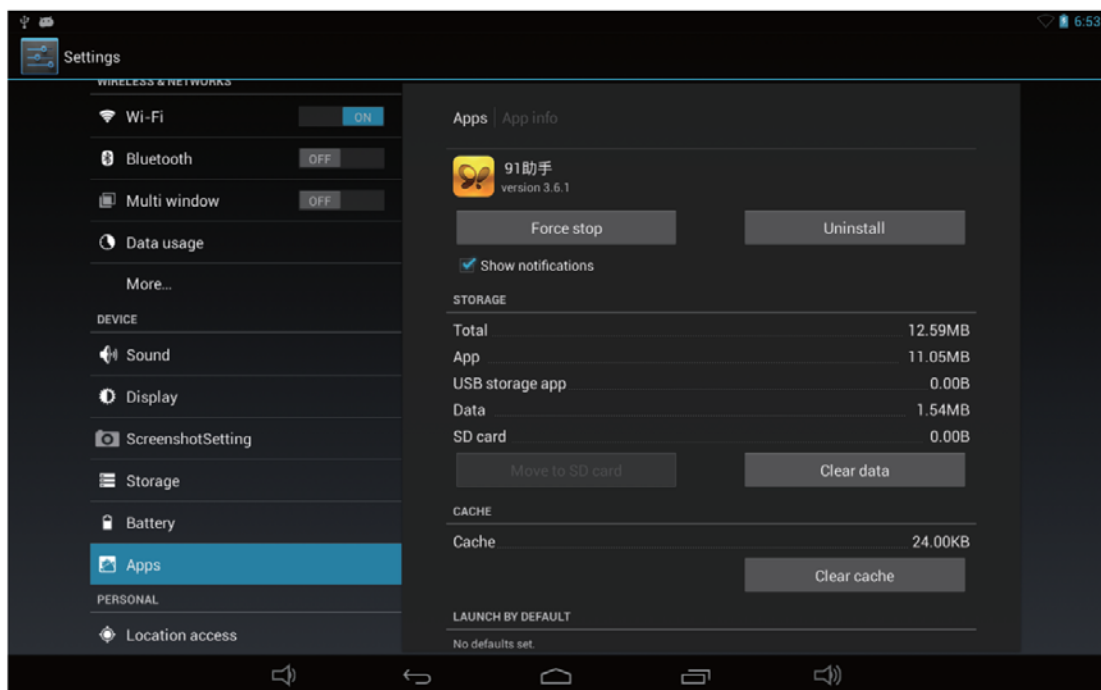 6:53
Settings
WIRELESS & NETWORKS
Wi-Fi ON
Bluetooth OFF
Multi window OFF
Data usage
More...
DEVICE
Sound
Display
ScreenshotSetting
Storage
Battery
Apps
PERSONAL
Location access
Apps App info
91助手
version 3.6.1
Force stop Uninstall
Show notifications
STORAGE
Total 12.59MB
App 11.05MB
USB storage app 0.00B
Data 1.54MB
SD card 0.00B
Move to SD card Clear data
CACHE
Cache 24.00KB
Clear cache
LAUNCH BY DEFAULT
No defaults set.